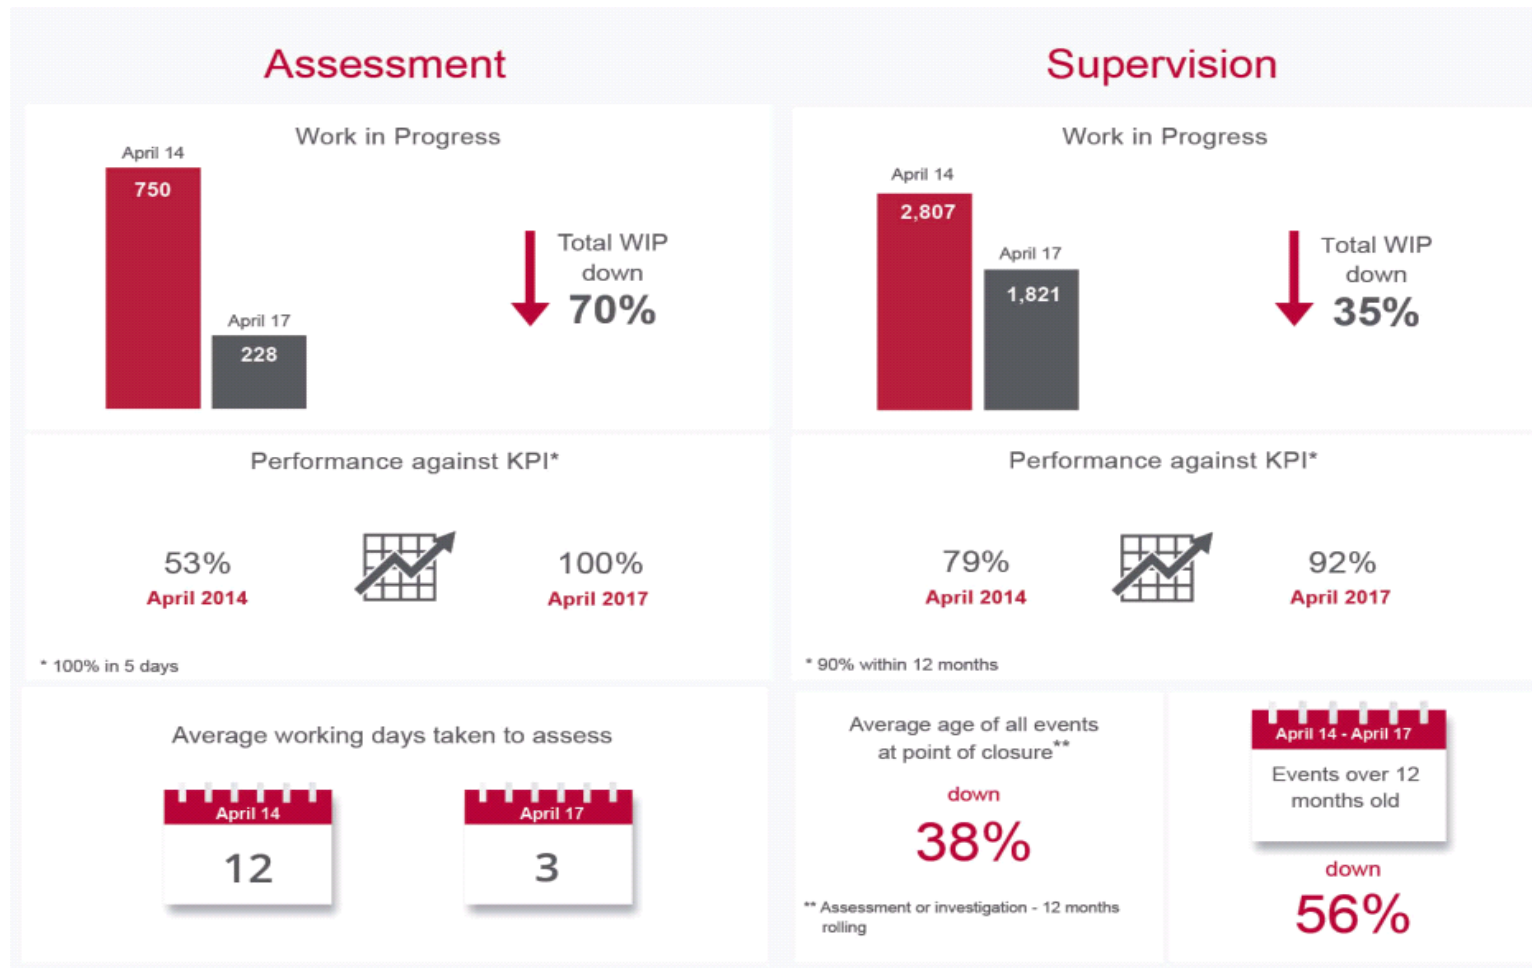 Assessment
Work in Progress
April 14
750
April 17
228
Total WIP
down
70%
Performance against KPI*
53%
April 2014
100%
April 2017
* 100% in 5 days
Average working days taken to assess
April 14
12
April 17
3
Supervision
Work in Progress
April 14
2,807
April 17
1,821
Total WIP
down
35%
Performance against KPI*
79%
April 2014
92%
April 2017
* 90% within 12 months
Average age of all events
at point of closure**
down
38%
** Assessment or investigation - 12 months
rolling
April 14 - April 17
Events over 12
months old
down
56%